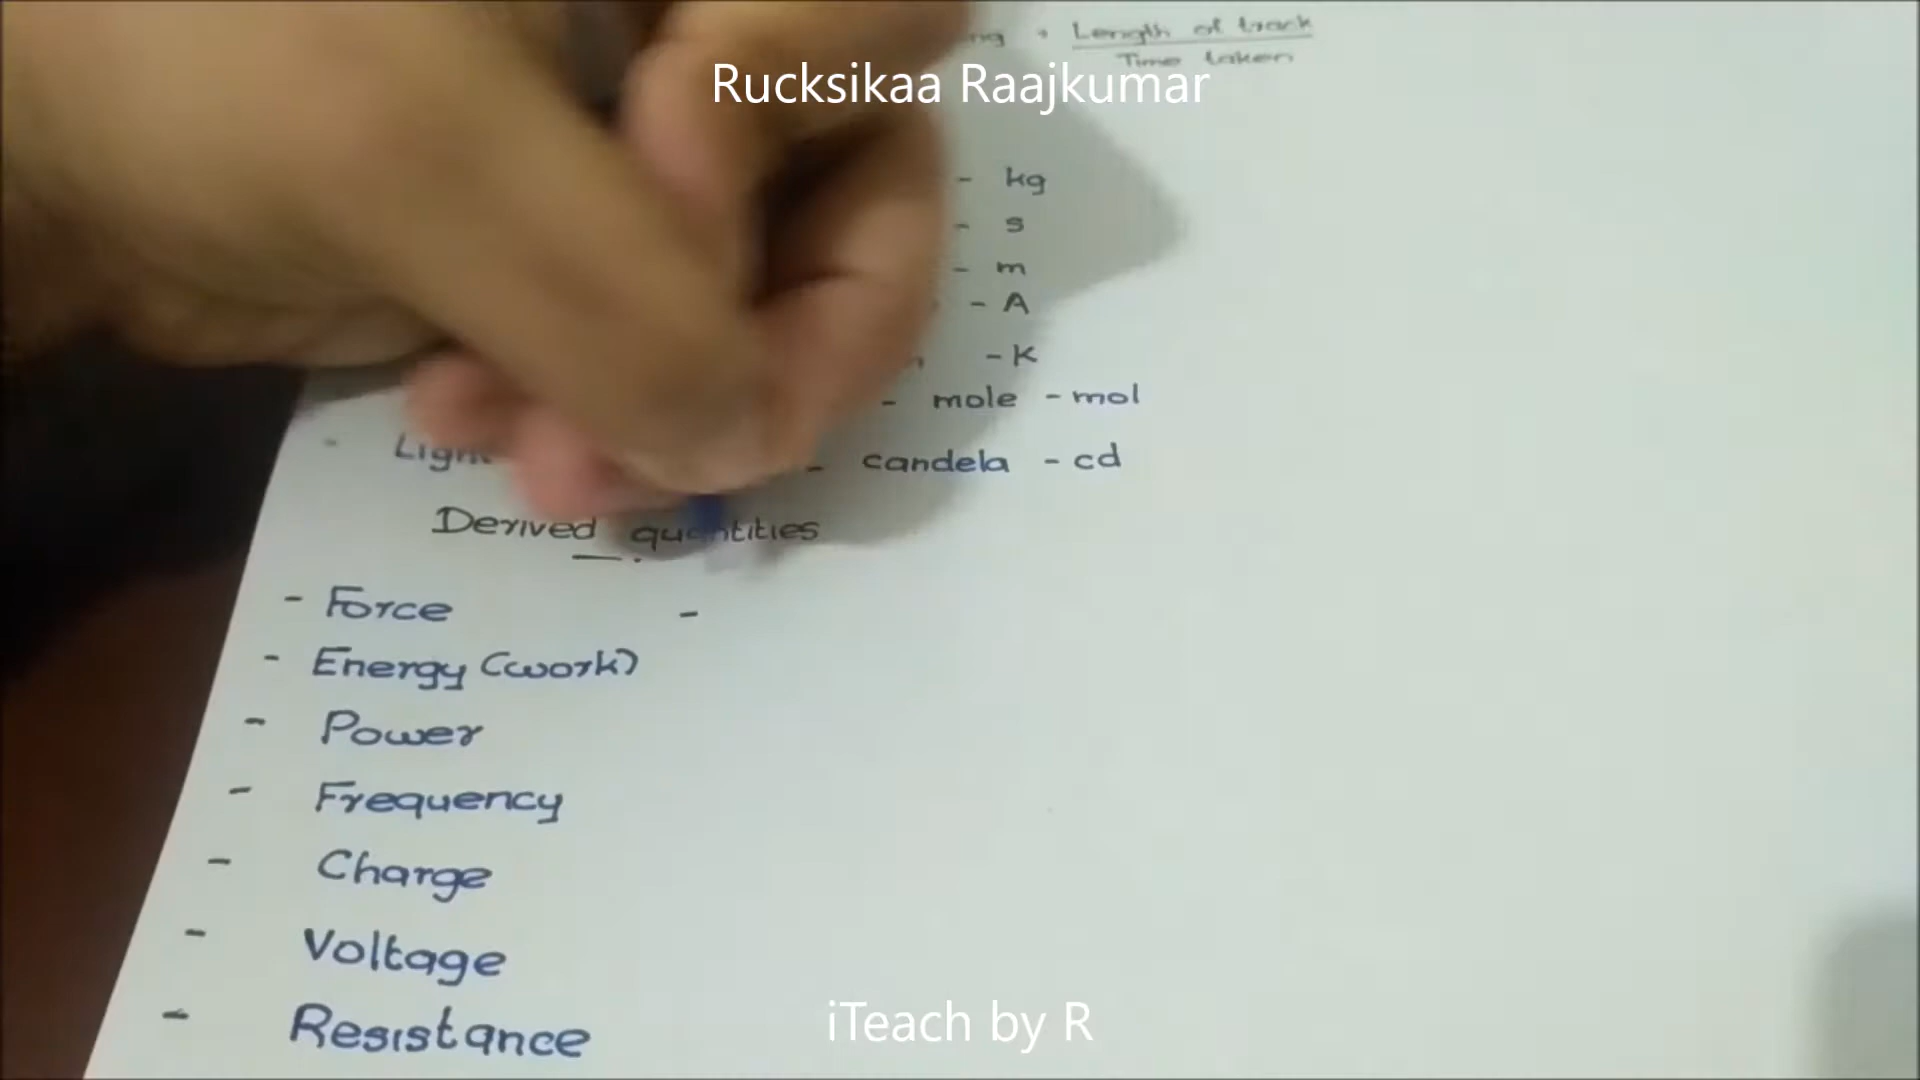 Length of track
Time taken
Rucksikaa Raajkumar
- kg
- s
- m
- A
- K
- mole - mol
- candela - cd
Derived quantities
- Force -
- Energy (work)
- Power
- Frequency
- Charge
- Voltage
- Resistance
iTeach by R